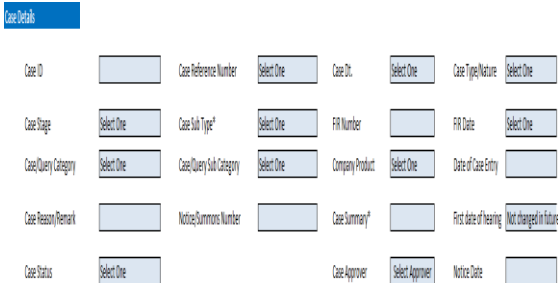 Case Details
Case ID Case Reference Number Select One Case Dt. Select One Case Type/Nature Select One
Case Stage Select One Case Sub Type* Select One FIR Number FIR Date Select One
Case/Query Category Select One Case/Query Sub Category Select One Company Product Select One Date of Case Entry
Case Reason/Remark Notice/Summons Number Case Summary* First date of hearing Not changed in future
Case Status Select One Case Approver Select Approver Notice Date